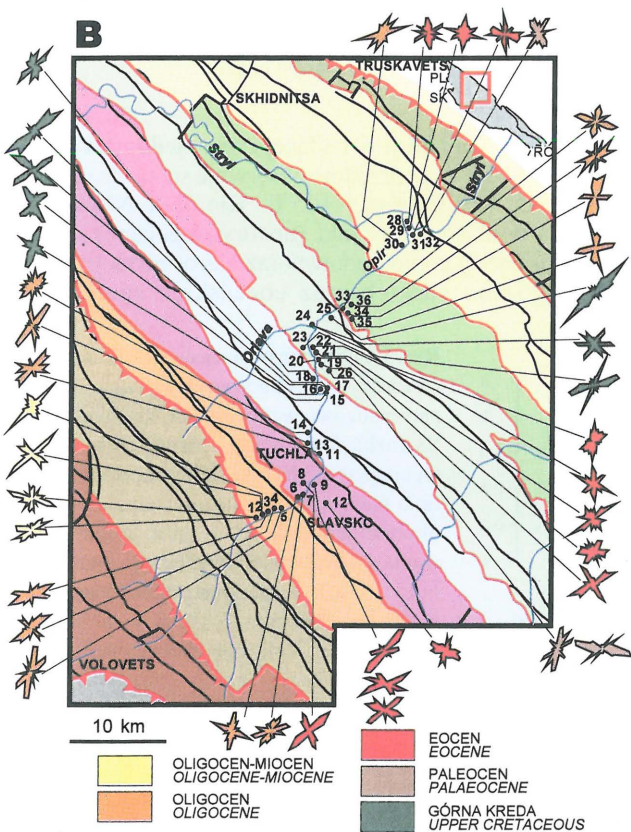 B
TRUSKAVETS
PL
SK
RO
SKHIDNITSA
Stryi
Stryi
28
29
30
31
32
Opir
33
36
34
35
25
24
Oriava
23
22
21
20
19
26
18
17
16
15
14
13
TUCHLA
11
8
9
6
7
12
12
3
4
5
SLAVSKO
VOLOVETS
10 km
OLIGOCEN-MIOCEN
OLIGOCENE-MIOCENE
OLIGOCEN
OLIGOCENE
EOCEN
EOCENE
PALEOCEN
PALAEOCENE
GÓRNA KREDA
UPPER CRETACEOUS